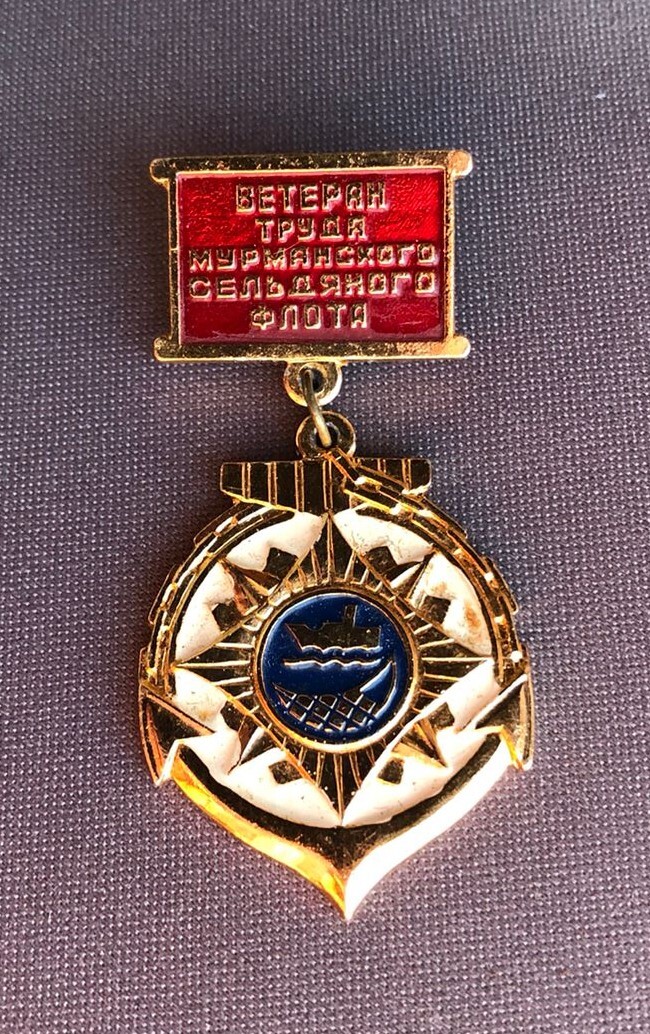 ВЕТЕРАН
ТРУДА
МУРМАНСКОГО
СЕЛЬДЯНОГО
ФЛОТА